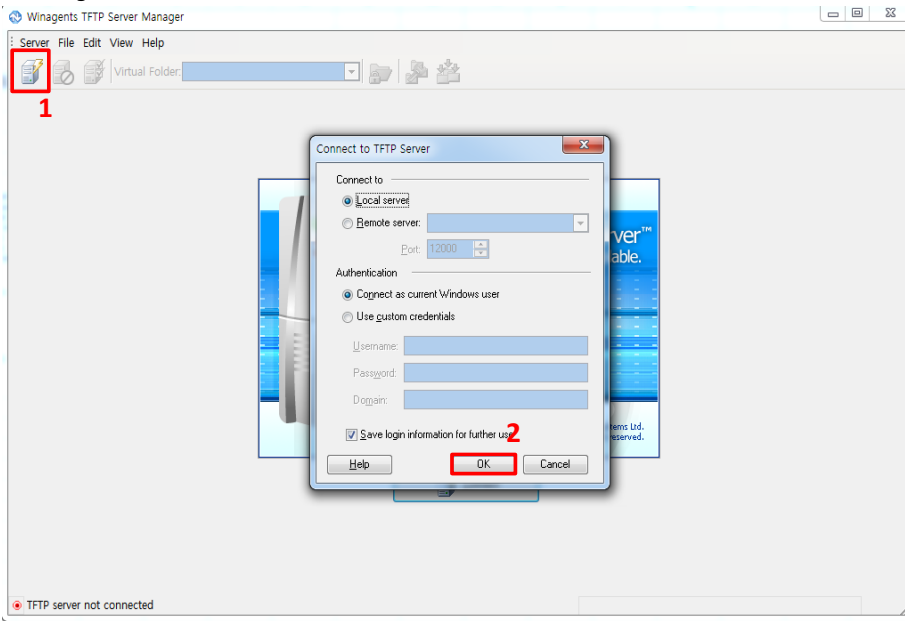 Winagents TFTP Server Manager
Server File Edit View Help
Virtual Folder:
1
Connect to TFTP Server
Connect to
Local server
Remote server:
Port: 12000
Authentication
Connect as current Windows user
Use custom credentials
Username:
Password:
Domain:
Save login information for further use
2
Help OK Cancel
ver™
able.
tems Ltd.
eserved.
TFTP server not connected